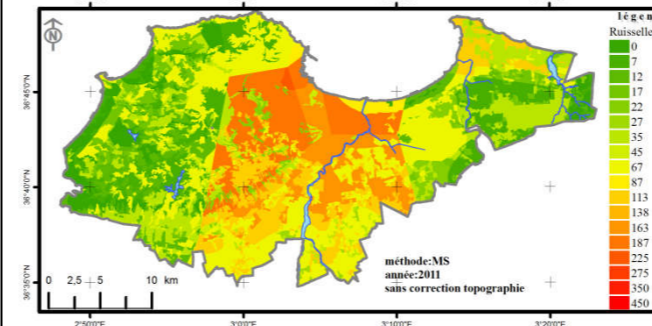 N
légen
Ruisselle
0
7
12
17
22
27
35
45
67
87
113
138
163
187
225
275
350
450
36°45'0"N
36°40'0"N
36°35'0"N
méthode:MS
année:2011
sans correction topographie
0 2,5 5 10 km
2°50'0"E 3°0'0"E 3°10'0"E 3°20'0"E